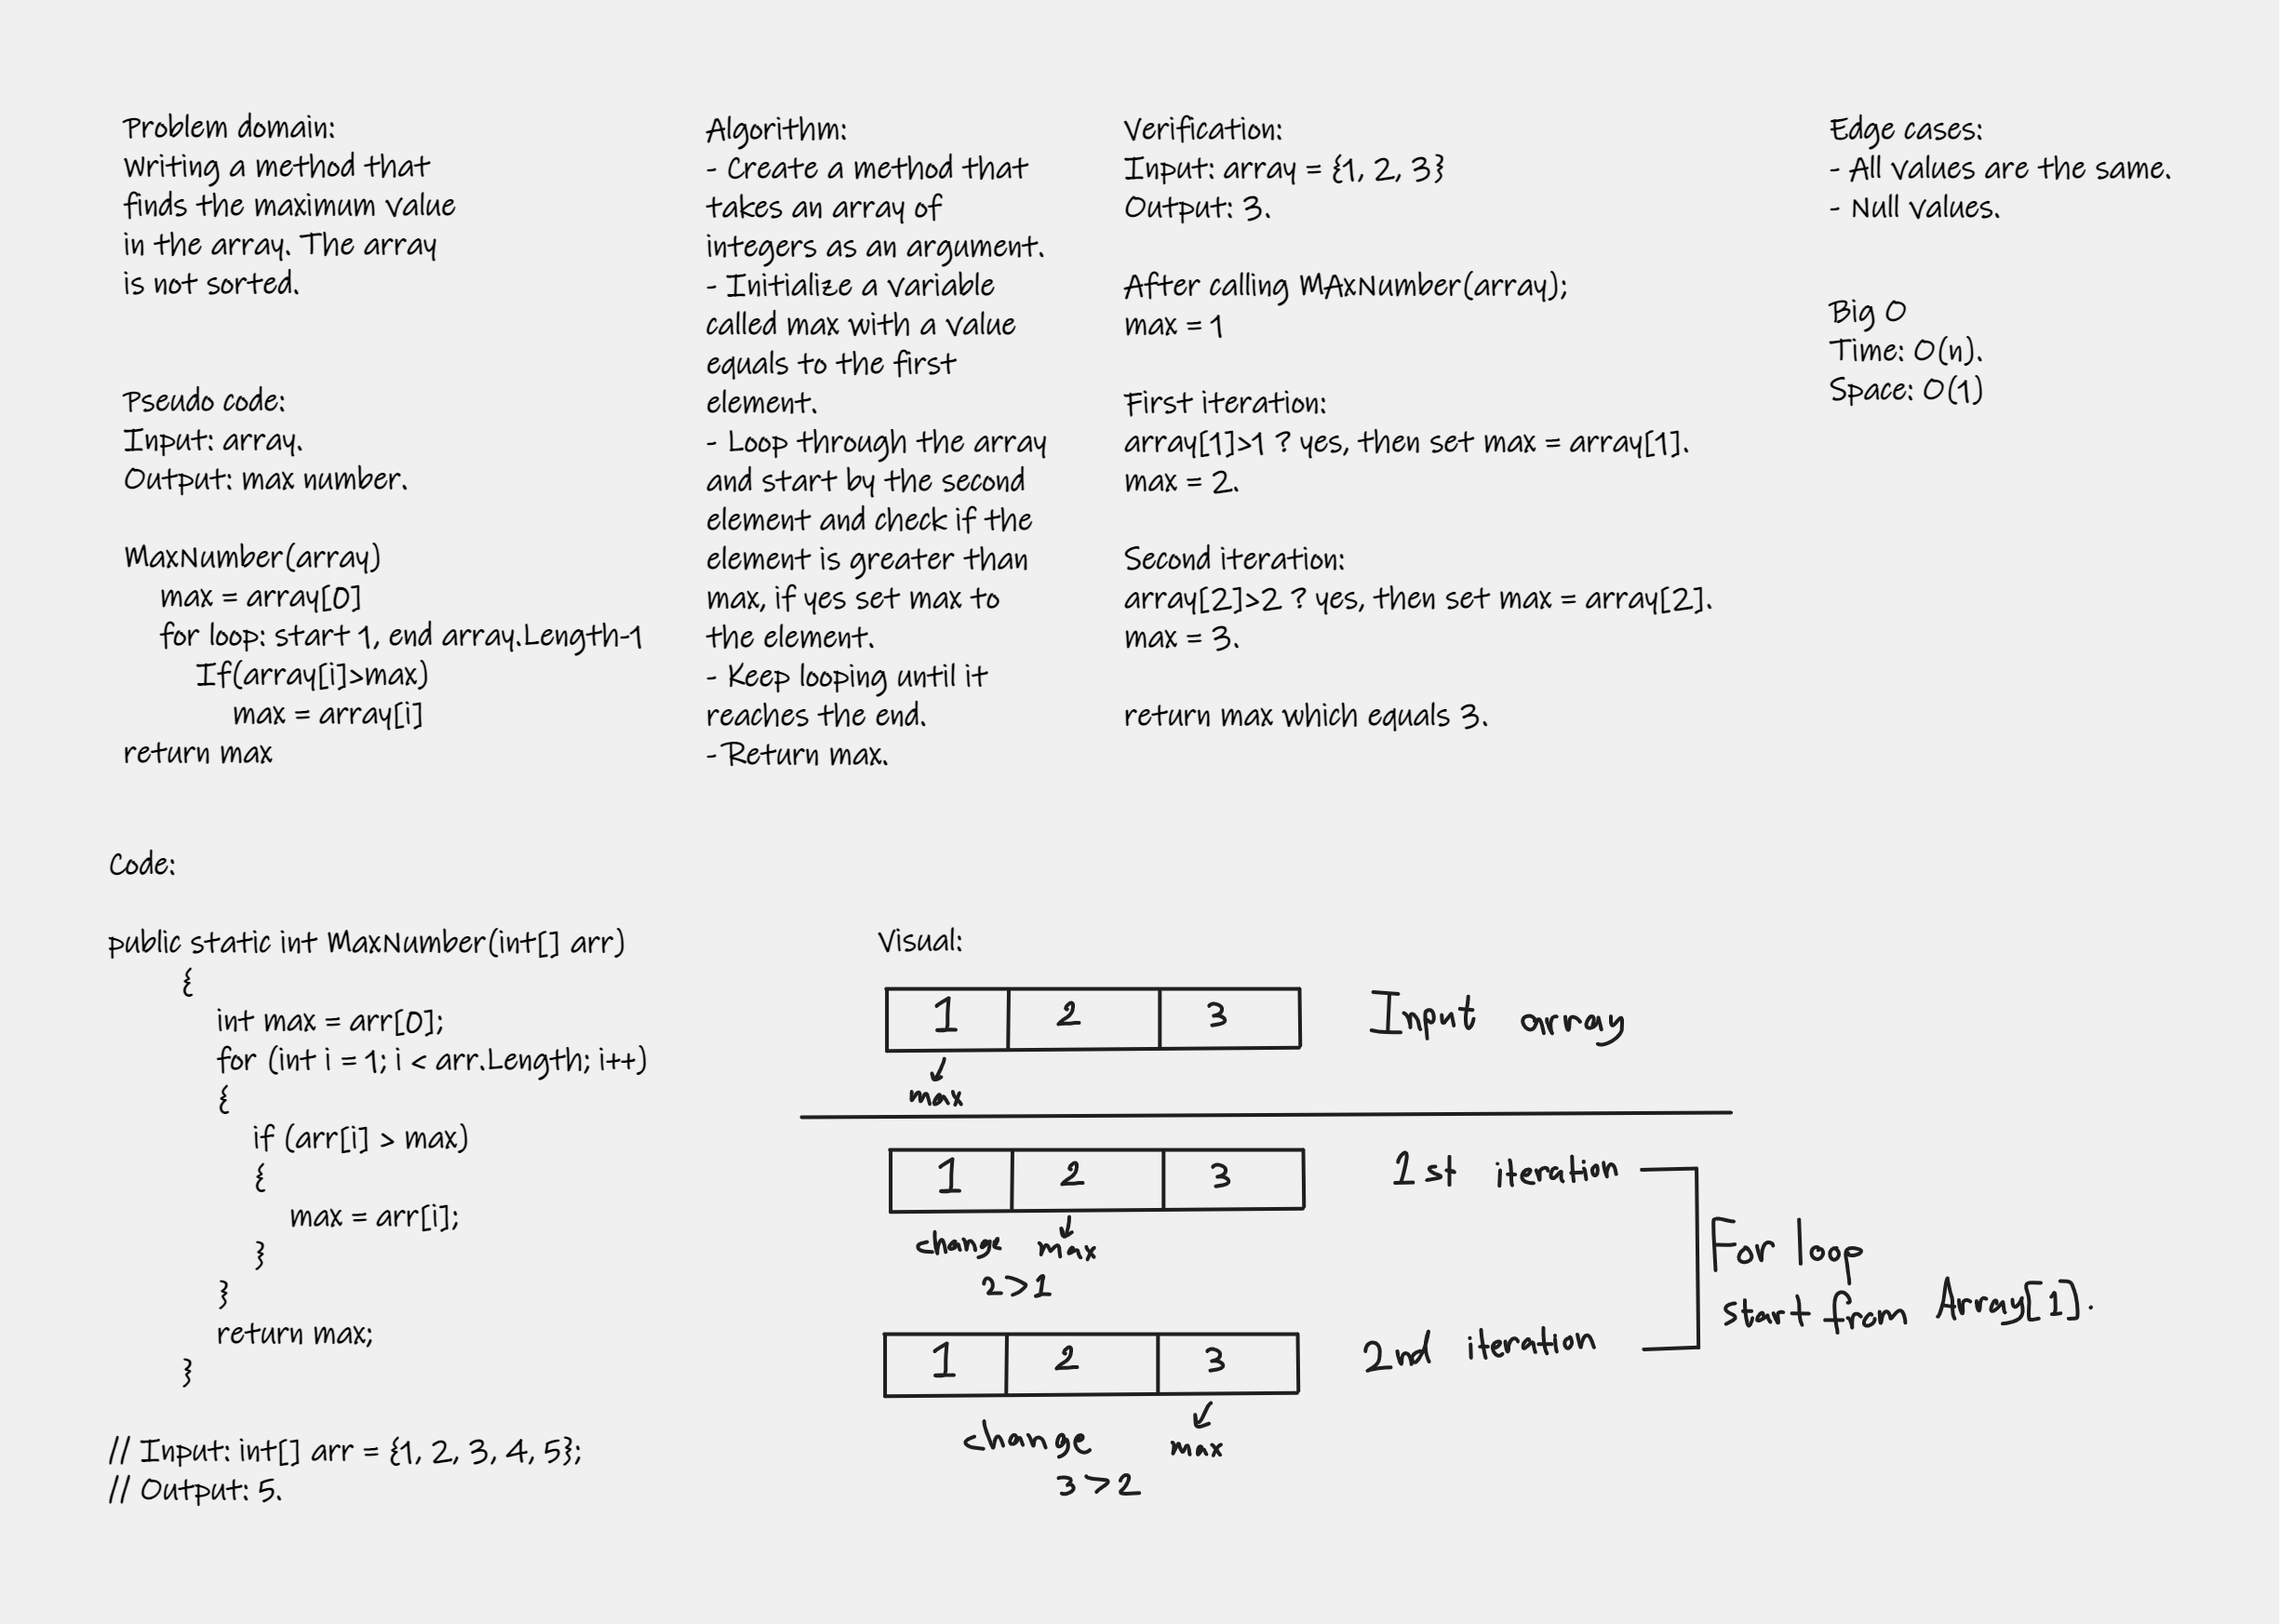 Problem domain:
Writing a method that
finds the maximum value
in the array. The array
is not sorted.
Pseudo code:
Input: array.
Output: max number.
MaxNumber(array)
max = array[0]
for loop: start 1, end array.Length-1
If(array[i]>max)
max = array[i]
return max
Algorithm:
- Create a method that
takes an array of
integers as an argument.
- Initialize a variable
called max with a value
equals to the first
element.
- Loop through the array
and start by the second
element and check if the
element is greater than
max, if yes set max to
the element.
- Keep looping until it
reaches the end.
- Return max.
Verification:
Input: array = {1, 2, 3}
Output: 3.
After calling MAxNumber(array);
max = 1
First iteration:
array[1]>1 ? yes, then set max = array[1].
max = 2.
Second iteration:
array[2]>2 ? yes, then set max = array[2].
max = 3.
return max which equals 3.
Edge cases:
- All values are the same.
- Null values.
Big O
Time: O(n).
Space: O(1)
Code:
public static int MaxNumber(int[] arr)
{
int max = arr[0];
for (int i = 1; i < arr.Length; i++)
{
if (arr[i] > max)
{
max = arr[i];
}
}
return max;
}
// Input: int[] arr = {1, 2, 3, 4, 5};
// Output: 5.
Visual:
1 2 3 Input array
max
1 2 3 1st iteration
change max
2>1
For loop
start from Array[1].
1 2 3 2nd iteration
change max
3>2